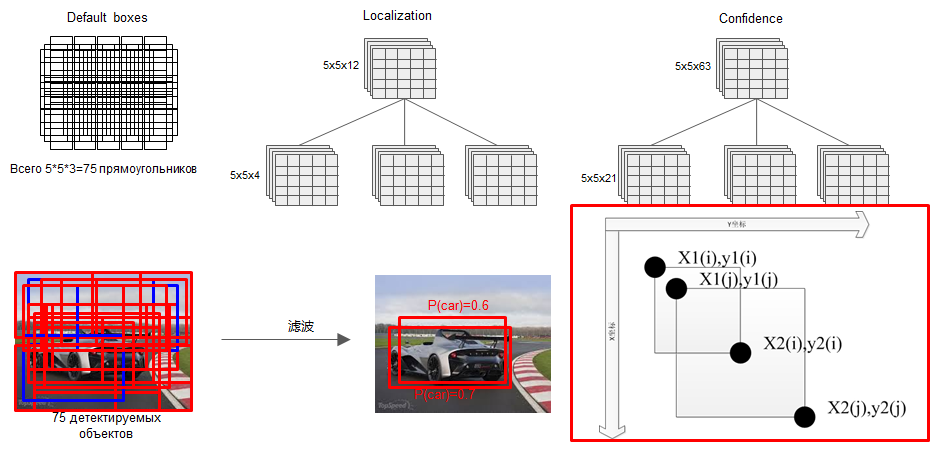 Default boxes
Localization
Confidence
5x5x12
5x5x63
Всего 5*5*3=75 прямоугольников
5x5x4
5x5x21
Y坐标
X坐标
X1(i),y1(i)
X1(j),y1(j)
X2(i),y2(i)
X2(j),y2(j)
滤波
P(car)=0.6
P(car)=0.7
TopSpeed
75 детектируемых
объектов